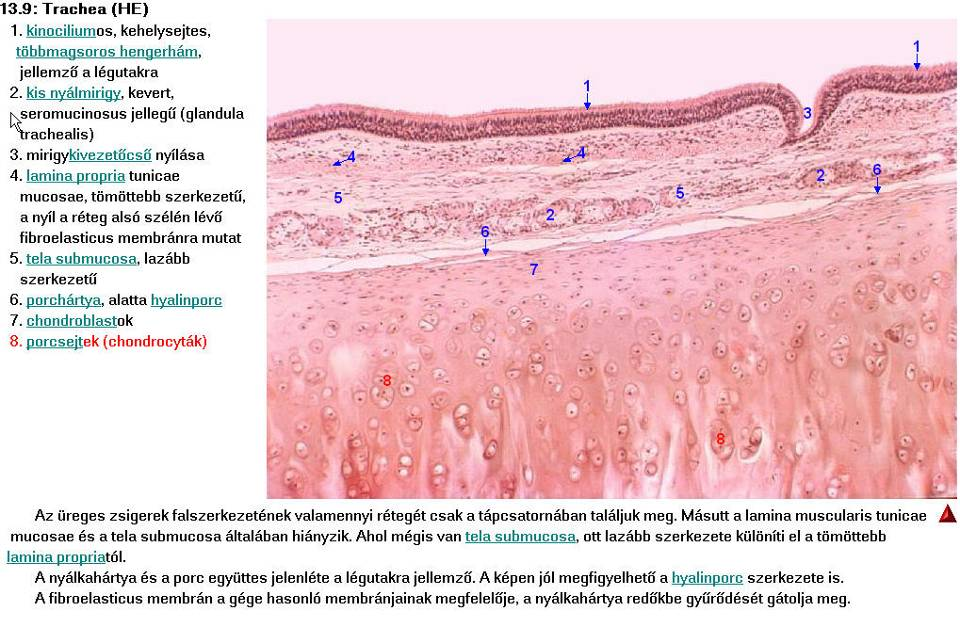 13.9: Trachea (HE)
1. kinociliumos, kehelysejtes,
többmagsoros hengerhám,
jellemző a légutakra
2. kis nyálmirigy, kevert,
seromucinosus jellegű (glandula
trachealis)
3. mirigykivezetőcső nyílása
4. lamina propria tunicae
mucosae, tömöttebb szerkezetű,
a nyíl a réteg alsó szélén lévő
fibroelasticus membránra mutat
5. tela submucosa, lazább
szerkezetű
6. porchártya, alatta hyalinporc
7. chondroblastok
8. porcsejtek (chondrocyták)
1
1
3
4
4
6
2
5
5
2
6
7
8
8
Az üreges zsigerek falszerkezetének valamennyi rétegét csak a tápcsatornában találjuk meg. Másutt a lamina muscularis tunicae
mucosae és a tela submucosa általában hiányzik. Ahol mégis van tela submucosa, ott lazább szerkezete különíti el a tömöttebb
lamina propriatól.
A nyálkahártya és a porc együttes jelenléte a légutakra jellemző. A képen jól megfigyelhető a hyalinporc szerkezete is.
A fibroelasticus membrán a gége hasonló membránjainak megfelelője, a nyálkahártya redőkbe gyűrődését gátolja meg.